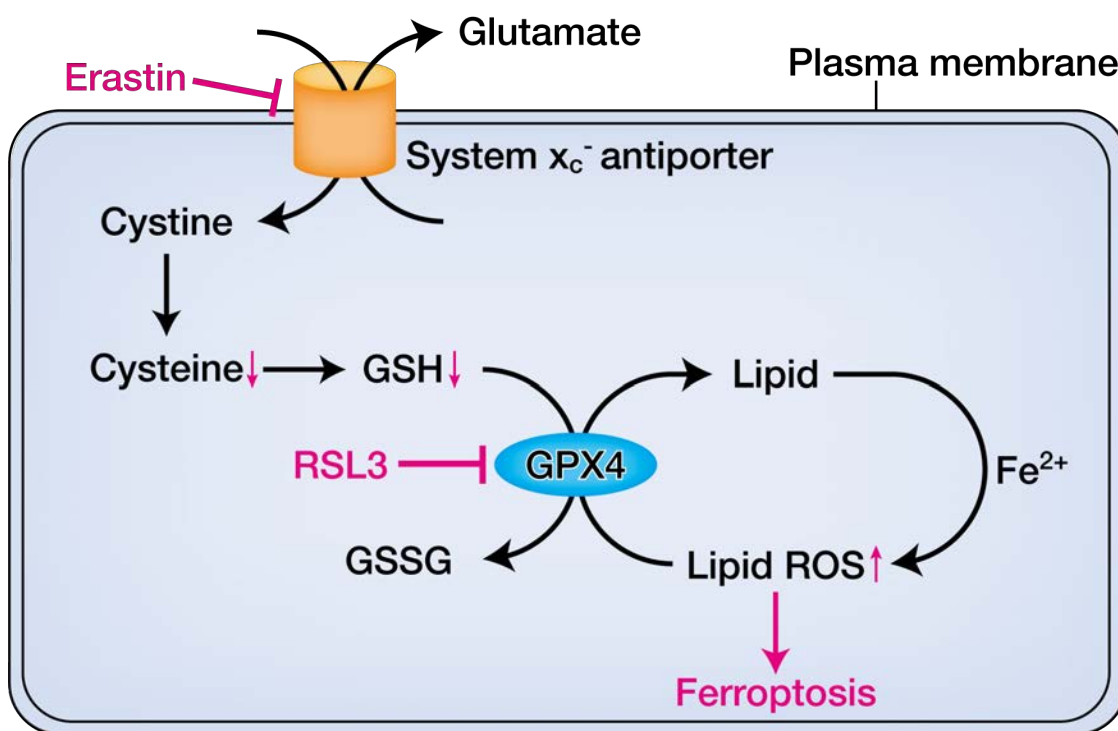 Glutamate
Erastin
Plasma membrane
System xc⁻ antiporter
Cystine
Cysteine↓
GSH↓
Lipid
RSL3
GPX4
Fe²⁺
GSSG
Lipid ROS↑
Ferroptosis